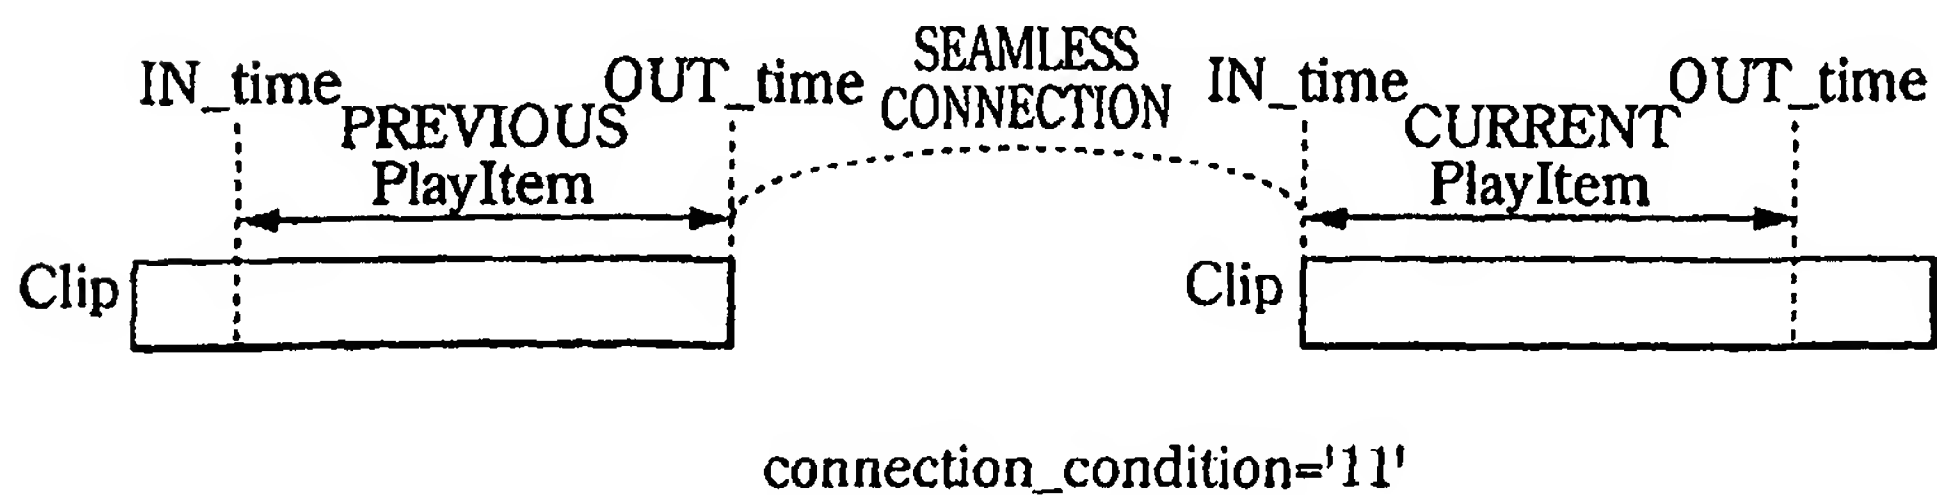 SEAMLESS
CONNECTION
IN_time
OUT_time
IN_time
OUT_time
PREVIOUS
PlayItem
CURRENT
PlayItem
Clip
Clip
connection_condition='11'